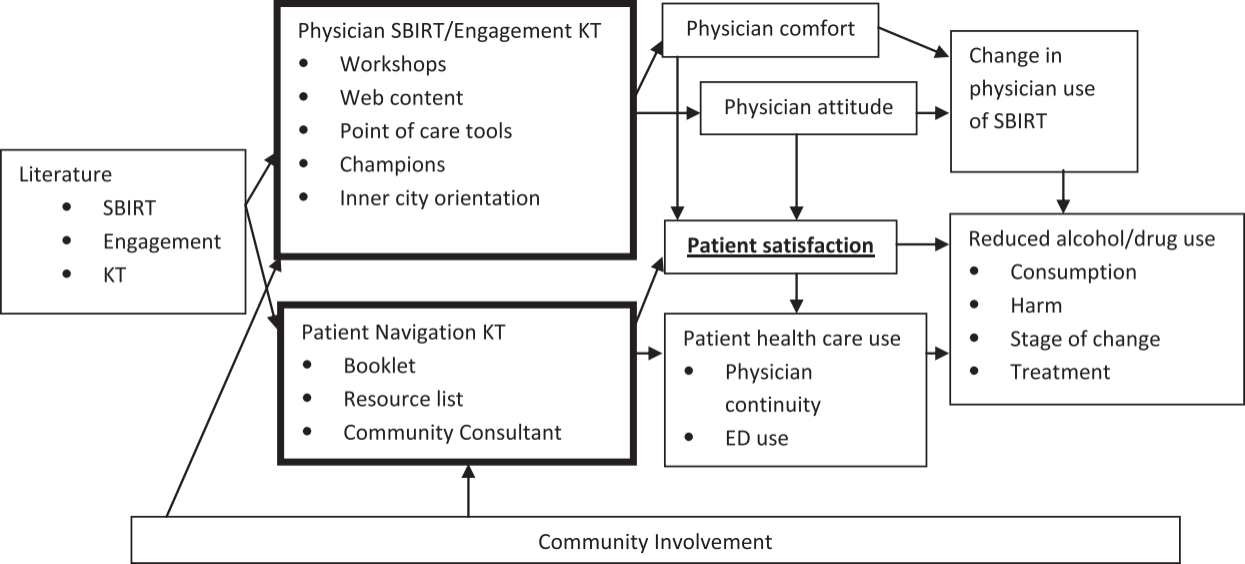 Literature
• SBIRT
• Engagement
• KT
Physician SBIRT/Engagement KT
• Workshops
• Web content
• Point of care tools
• Champions
• Inner city orientation
Patient Navigation KT
• Booklet
• Resource list
• Community Consultant
Physician comfort
Physician attitude
Patient satisfaction
Patient health care use
• Physician
continuity
• ED use
Change in
physician use
of SBIRT
Reduced alcohol/drug use
• Consumption
• Harm
• Stage of change
• Treatment
Community Involvement